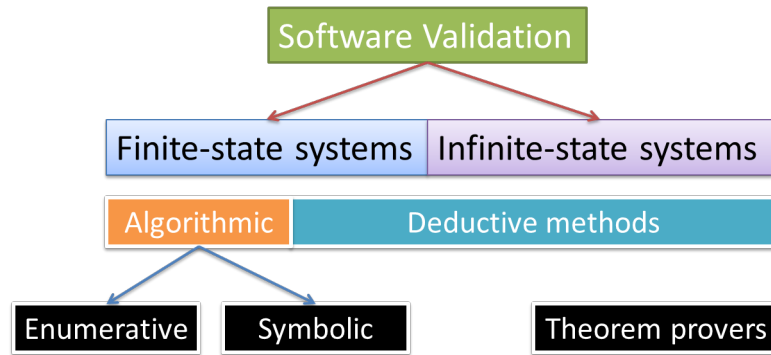 Software Validation
Finite-state systems
Infinite-state systems
Algorithmic
Deductive methods
Enumerative
Symbolic
Theorem provers